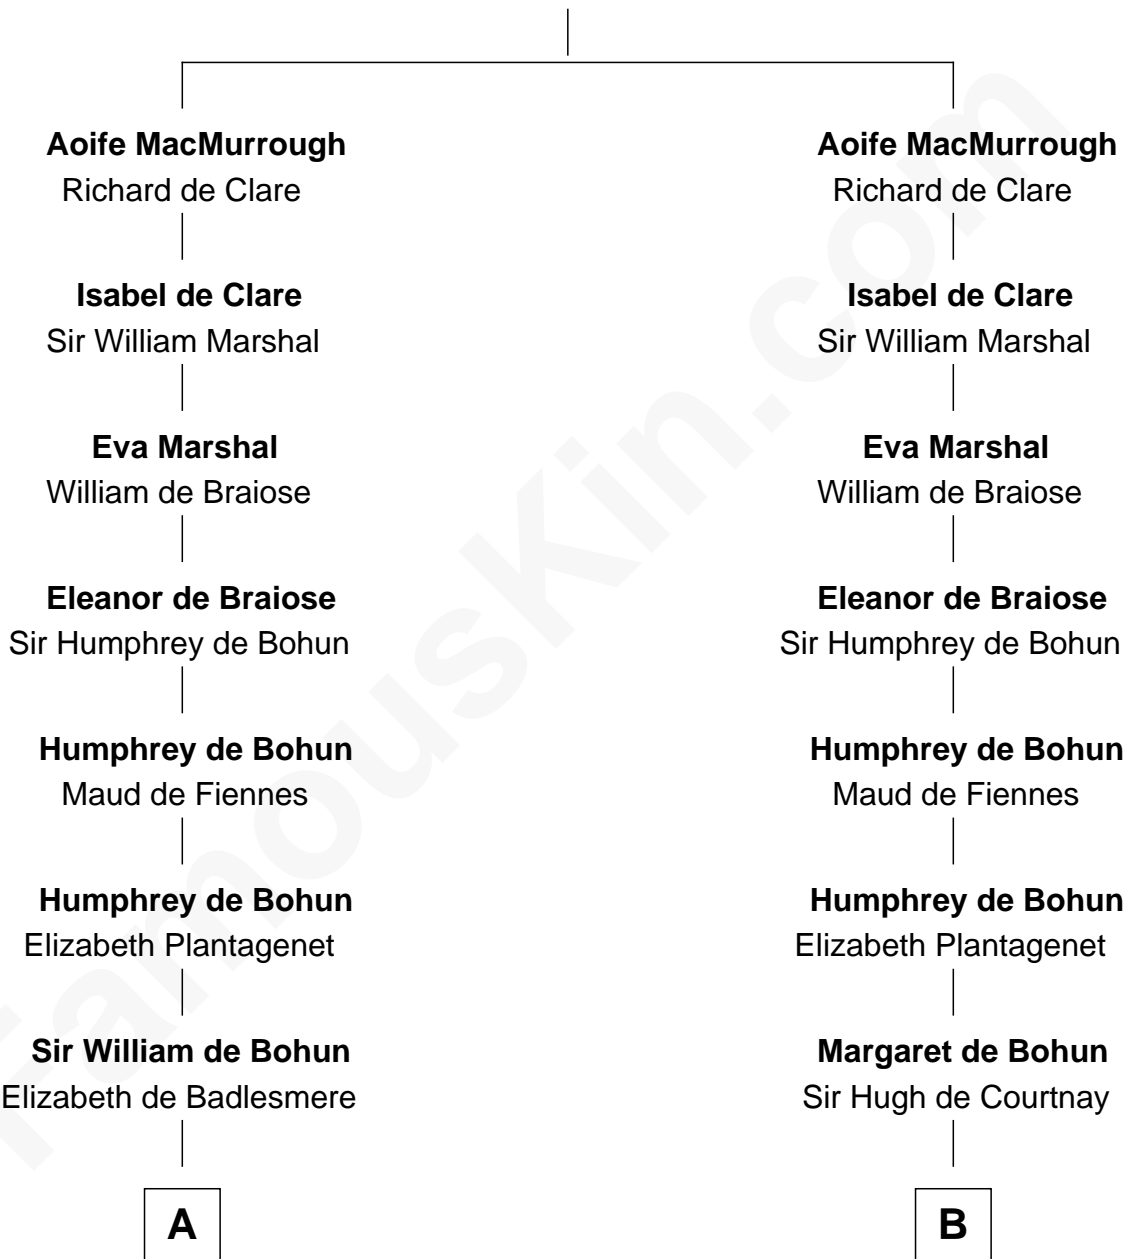 Aoife MacMurrough
Richard de Clare
Isabel de Clare
Sir William Marshal
Eva Marshal
William de Braiose
Eleanor de Braiose
Sir Humphrey de Bohun
Humphrey de Bohun
Maud de Fiennes
Humphrey de Bohun
Elizabeth Plantagenet
Sir William de Bohun
Elizabeth de Badlesmere
A
Aoife MacMurrough
Richard de Clare
Isabel de Clare
Sir William Marshal
Eva Marshal
William de Braiose
Eleanor de Braiose
Sir Humphrey de Bohun
Humphrey de Bohun
Maud de Fiennes
Humphrey de Bohun
Elizabeth Plantagenet
Margaret de Bohun
Sir Hugh de Courtnay
B
FamousKin.com